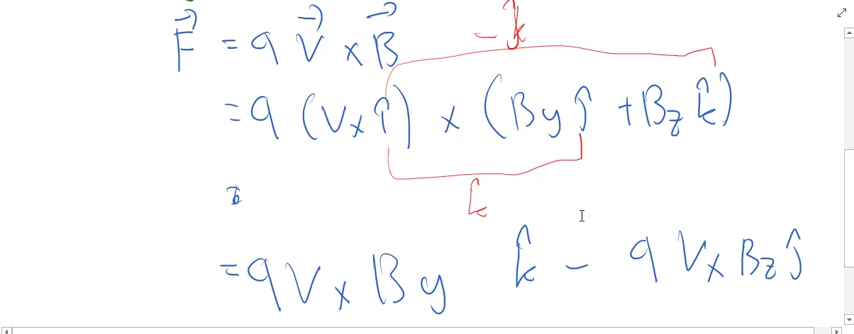 -k̂
F⃗ = q V⃗ × B⃗
= q (Vₓ î) × (By ĵ + Bz k̂)
k̂
= q Vₓ By k̂ - q Vₓ Bz ĵ